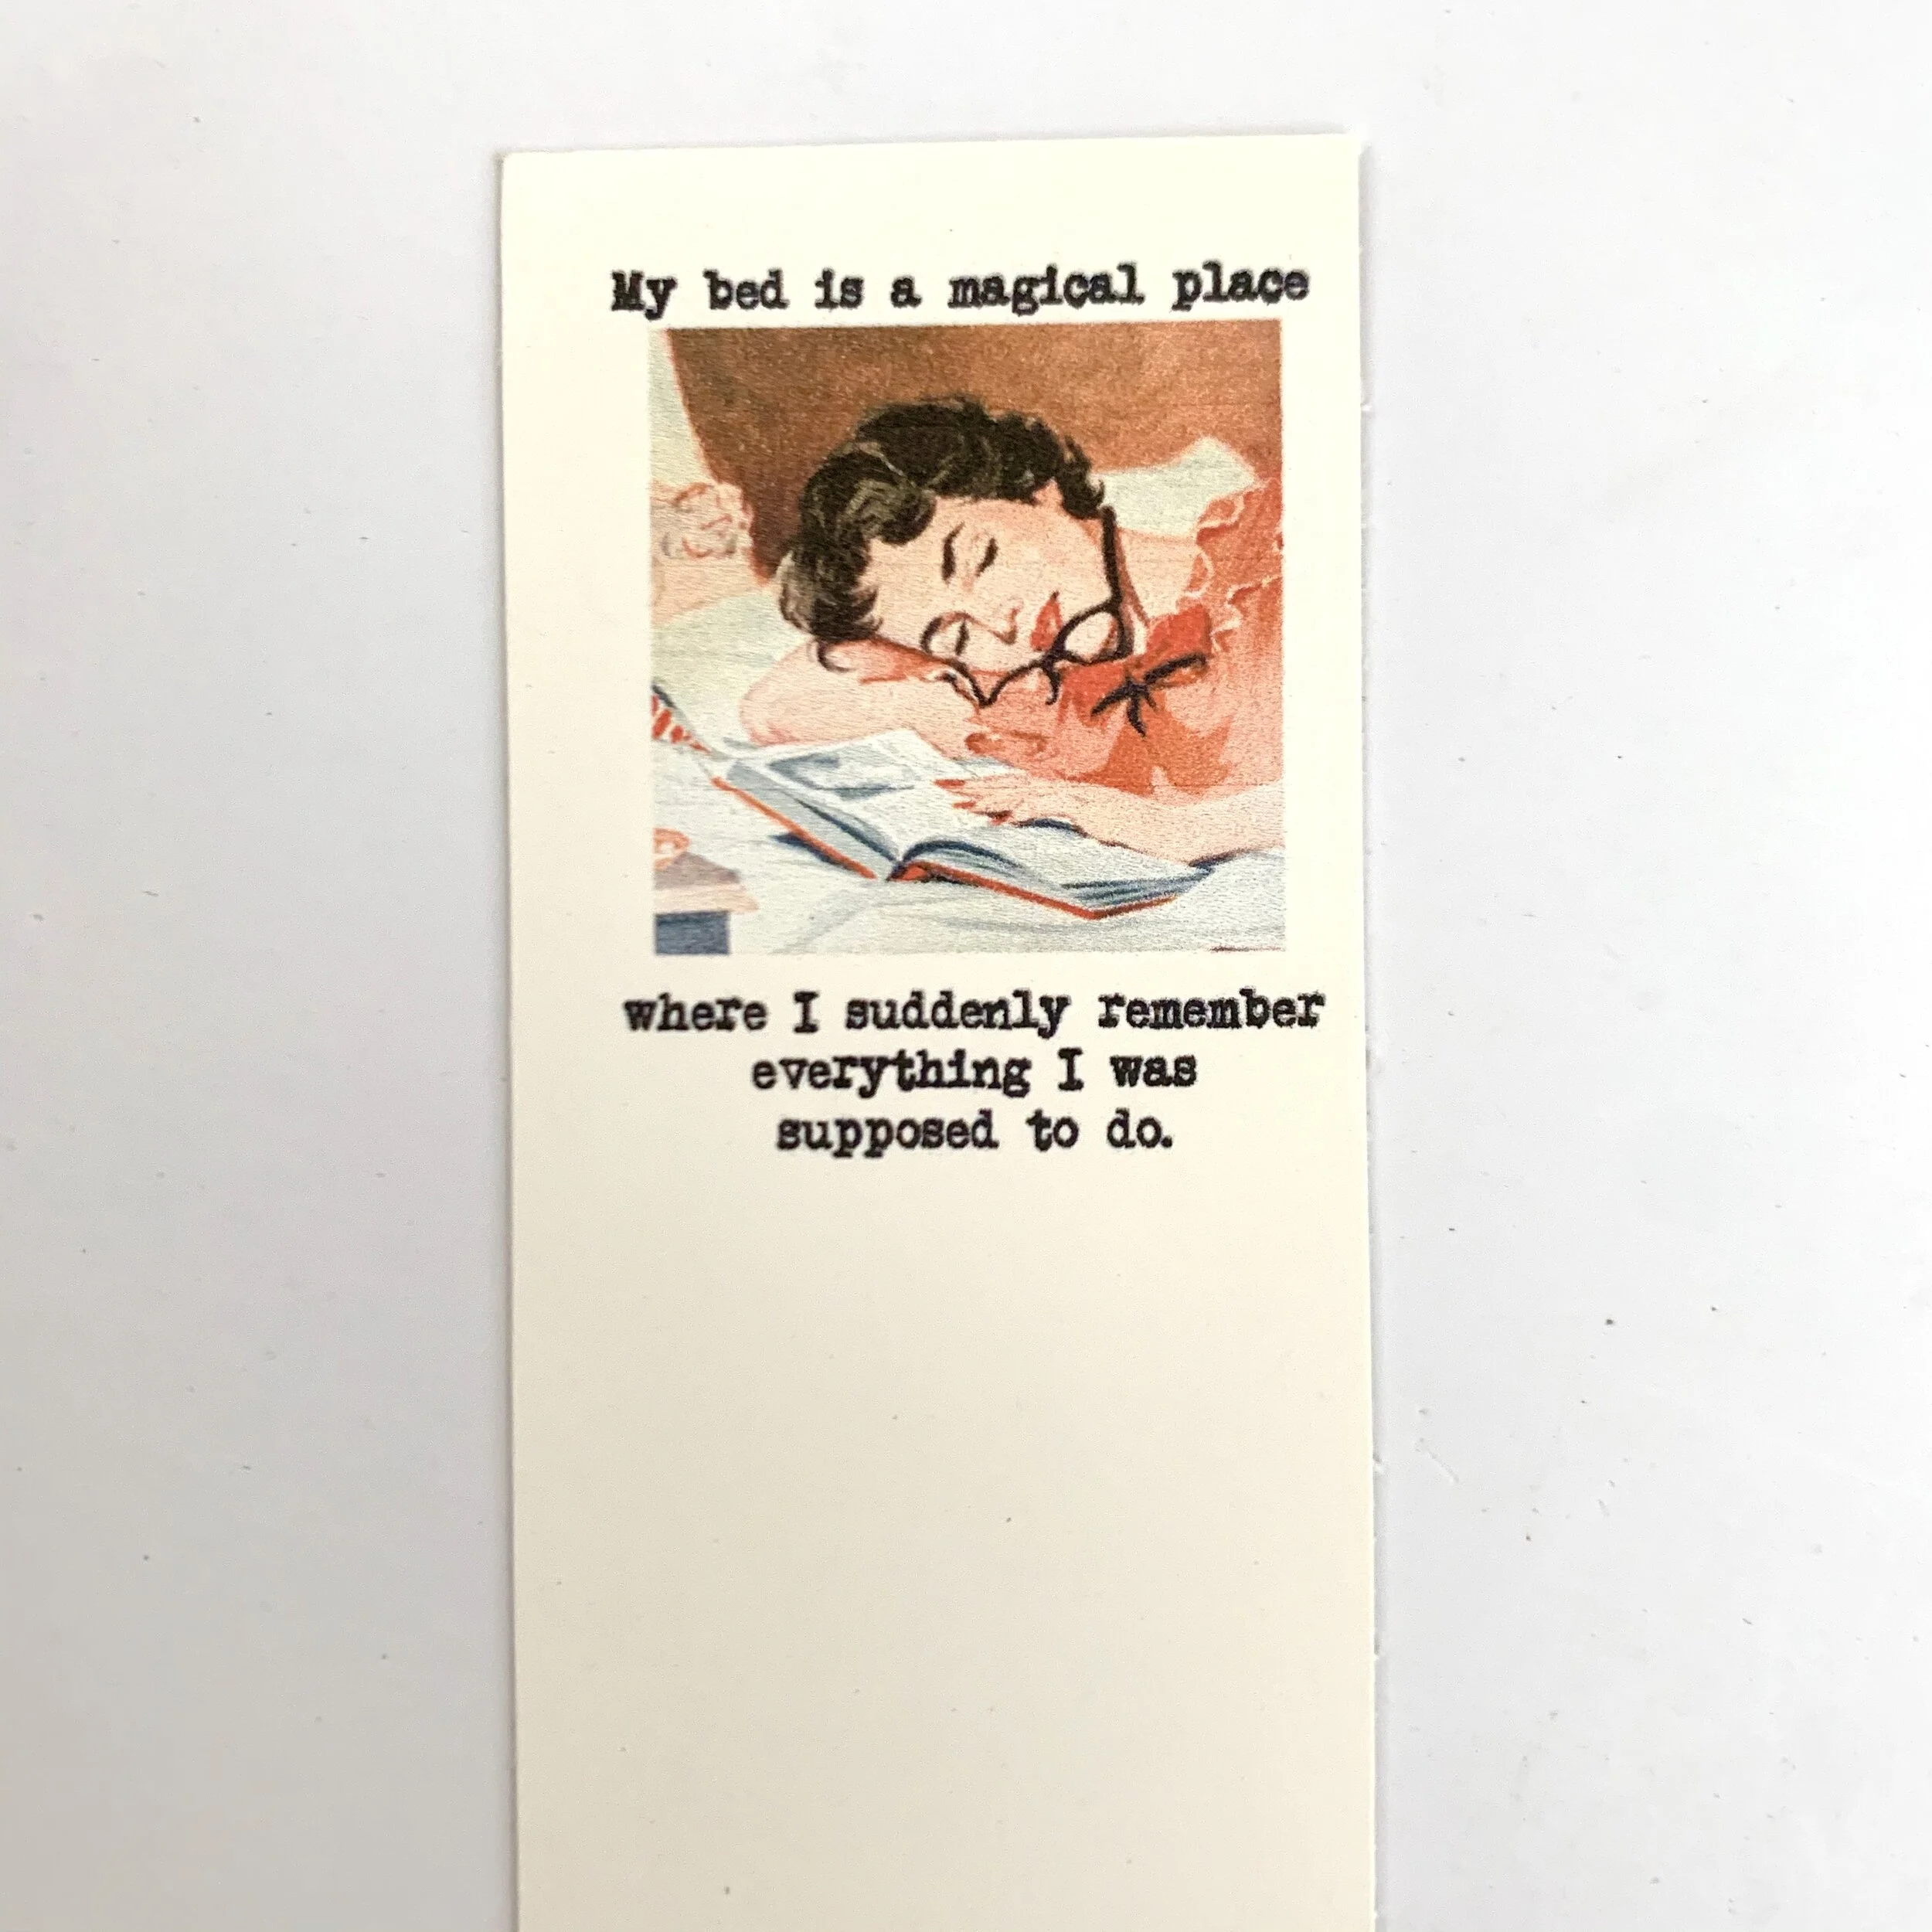 My bed is a magical place
where I suddenly remember
everything I was
supposed to do.